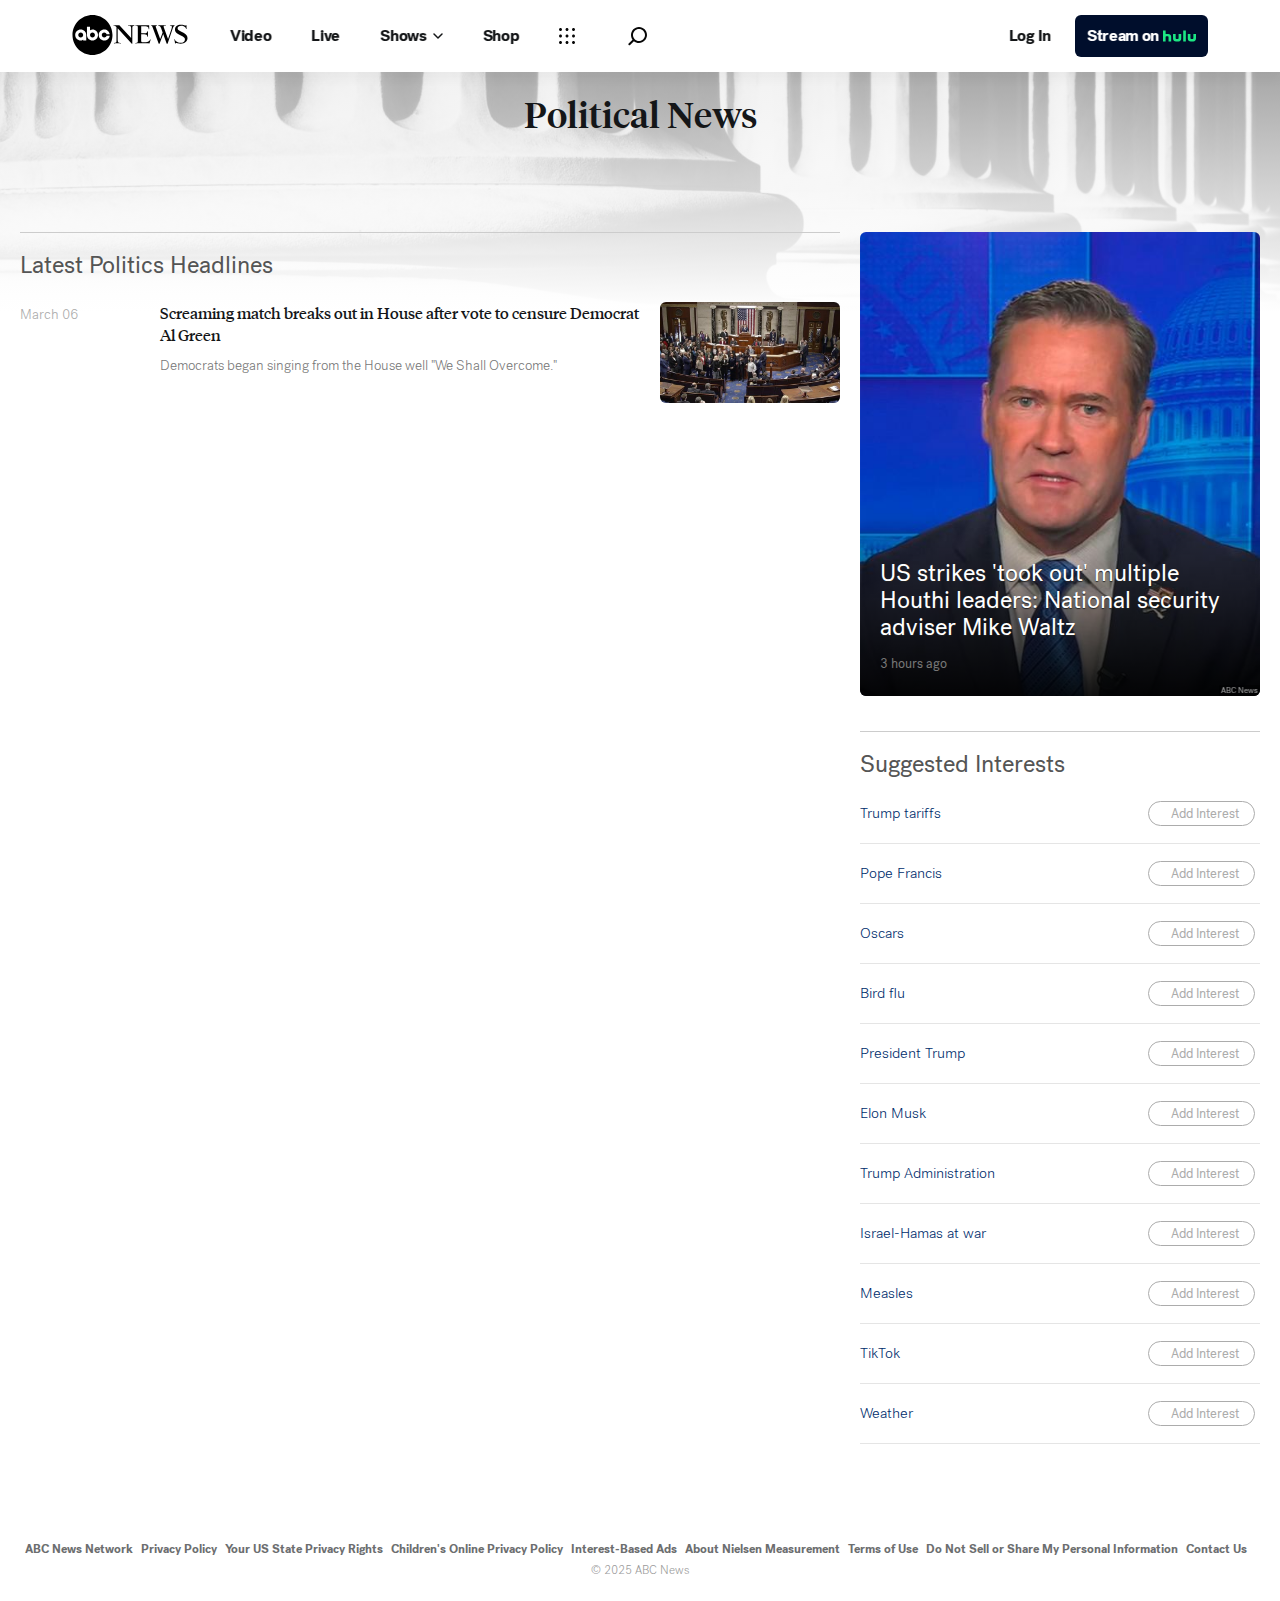 abc NEWS
Video
Live
Shows
Shop
Log In
Stream on hulu
Political News
Latest Politics Headlines
March 06
Screaming match breaks out in House after vote to censure Democrat
Al Green
Democrats began singing from the House well "We Shall Overcome."
US strikes 'took out' multiple
Houthi leaders: National security
adviser Mike Waltz
3 hours ago
ABC News
Suggested Interests
Trump tariffs
Add Interest
Pope Francis
Add Interest
Oscars
Add Interest
Bird flu
Add Interest
President Trump
Add Interest
Elon Musk
Add Interest
Trump Administration
Add Interest
Israel-Hamas at war
Add Interest
Measles
Add Interest
TikTok
Add Interest
Weather
Add Interest
ABC News Network Privacy Policy Your US State Privacy Rights Children's Online Privacy Policy Interest-Based Ads About Nielsen Measurement Terms of Use Do Not Sell or Share My Personal Information Contact Us
© 2025 ABC News